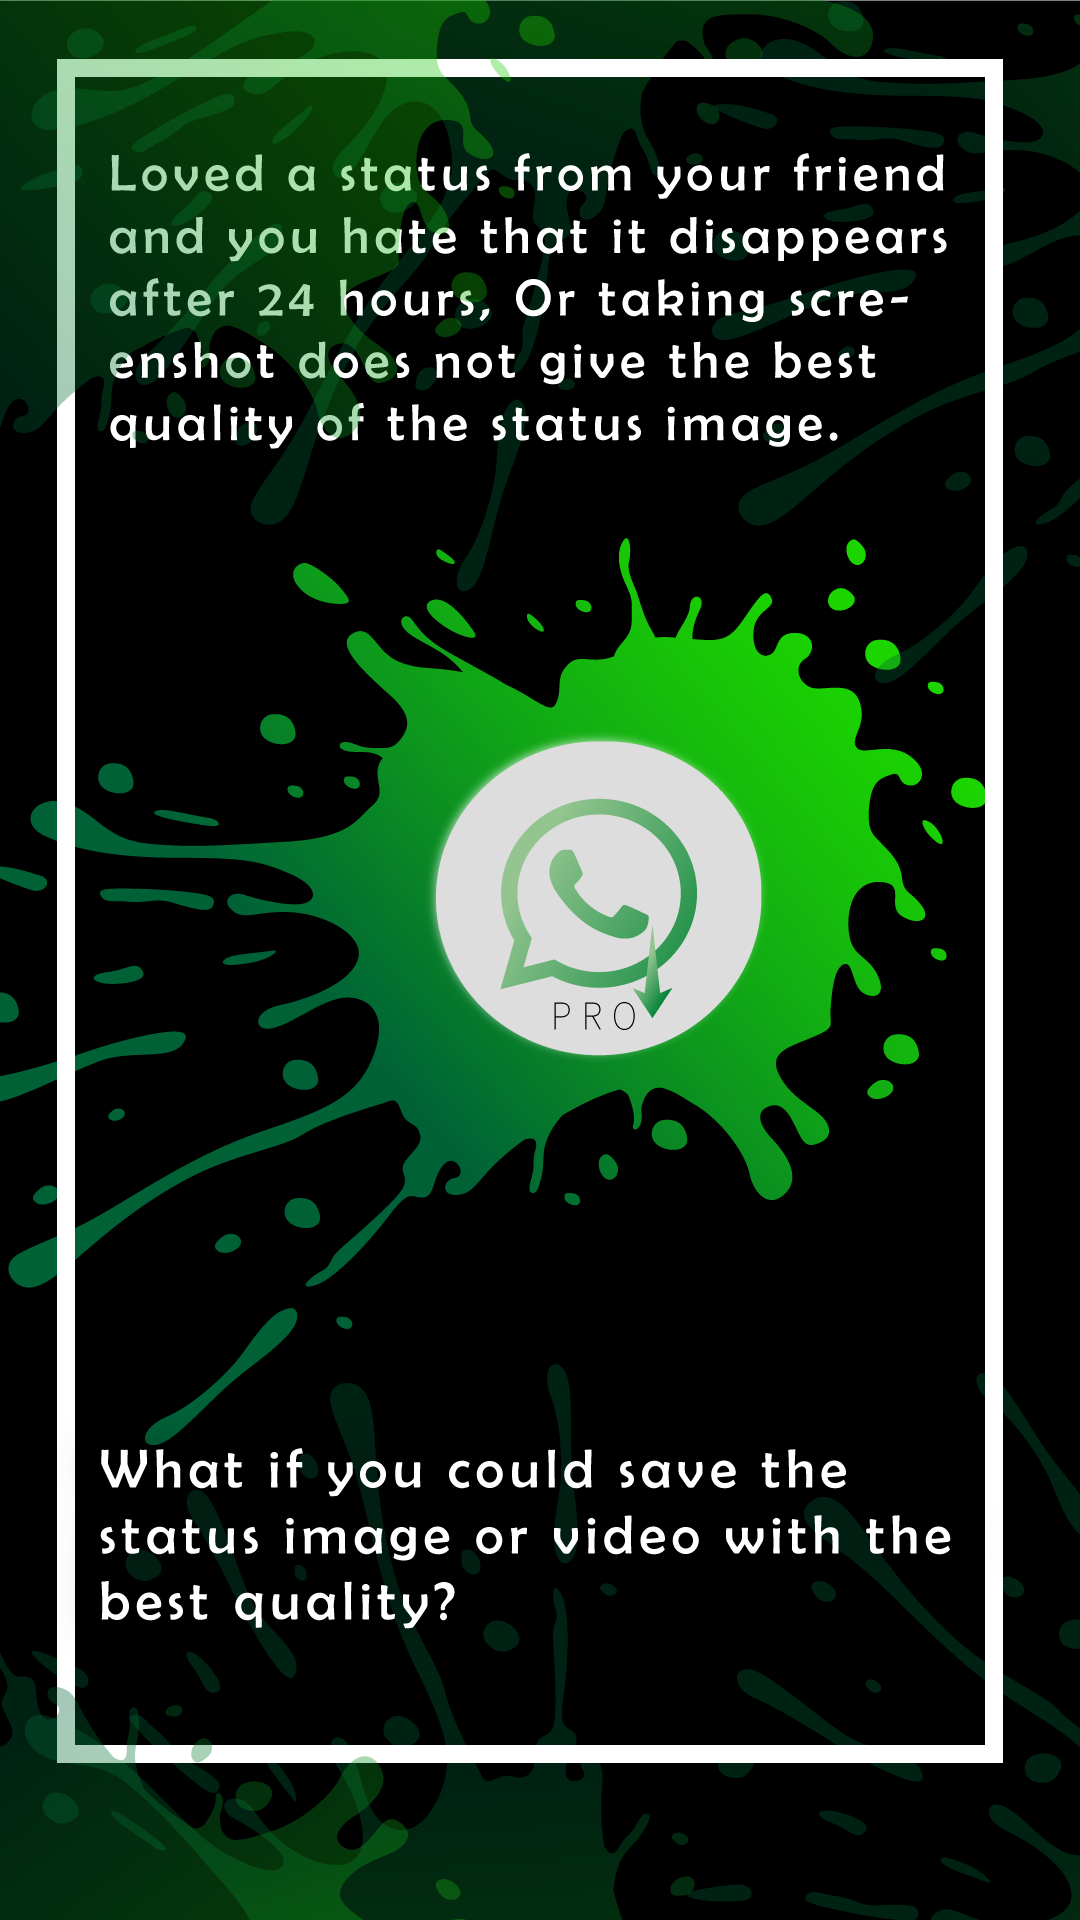 Loved a status from your friend
and you hate that it disappears
after 24 hours, Or taking scre-
enshot does not give the best
quality of the status image.
PRO
What if you could save the
status image or video with the
best quality?